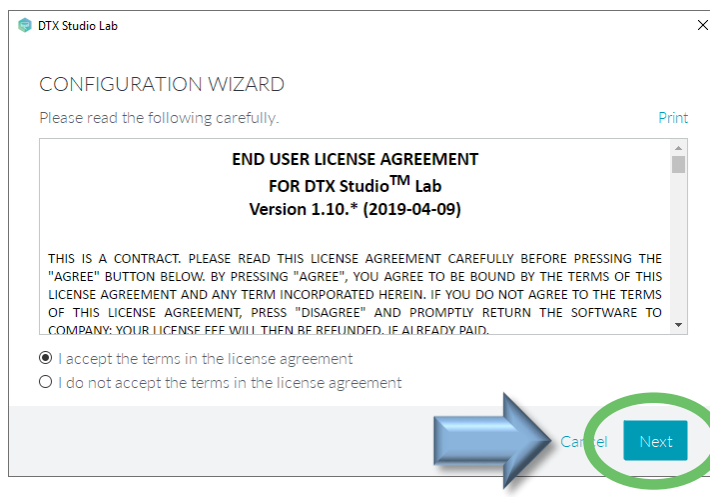 DTX Studio Lab
CONFIGURATION WIZARD
Please read the following carefully.
Print
END USER LICENSE AGREEMENT
FOR DTX Studio™ Lab
Version 1.10.* (2019-04-09)
THIS IS A CONTRACT. PLEASE READ THIS LICENSE AGREEMENT CAREFULLY BEFORE PRESSING THE
"AGREE" BUTTON BELOW. BY PRESSING "AGREE", YOU AGREE TO BE BOUND BY THE TERMS OF THIS
LICENSE AGREEMENT AND ANY TERM INCORPORATED HEREIN. IF YOU DO NOT AGREE TO THE TERMS
OF THIS LICENSE AGREEMENT, PRESS "DISAGREE" AND PROMPTLY RETURN THE SOFTWARE TO
COMPANY; YOUR LICENSE FEE WILL THEN BE REFUNDED, IF ALREADY PAID.
I accept the terms in the license agreement
I do not accept the terms in the license agreement
Cancel
Next